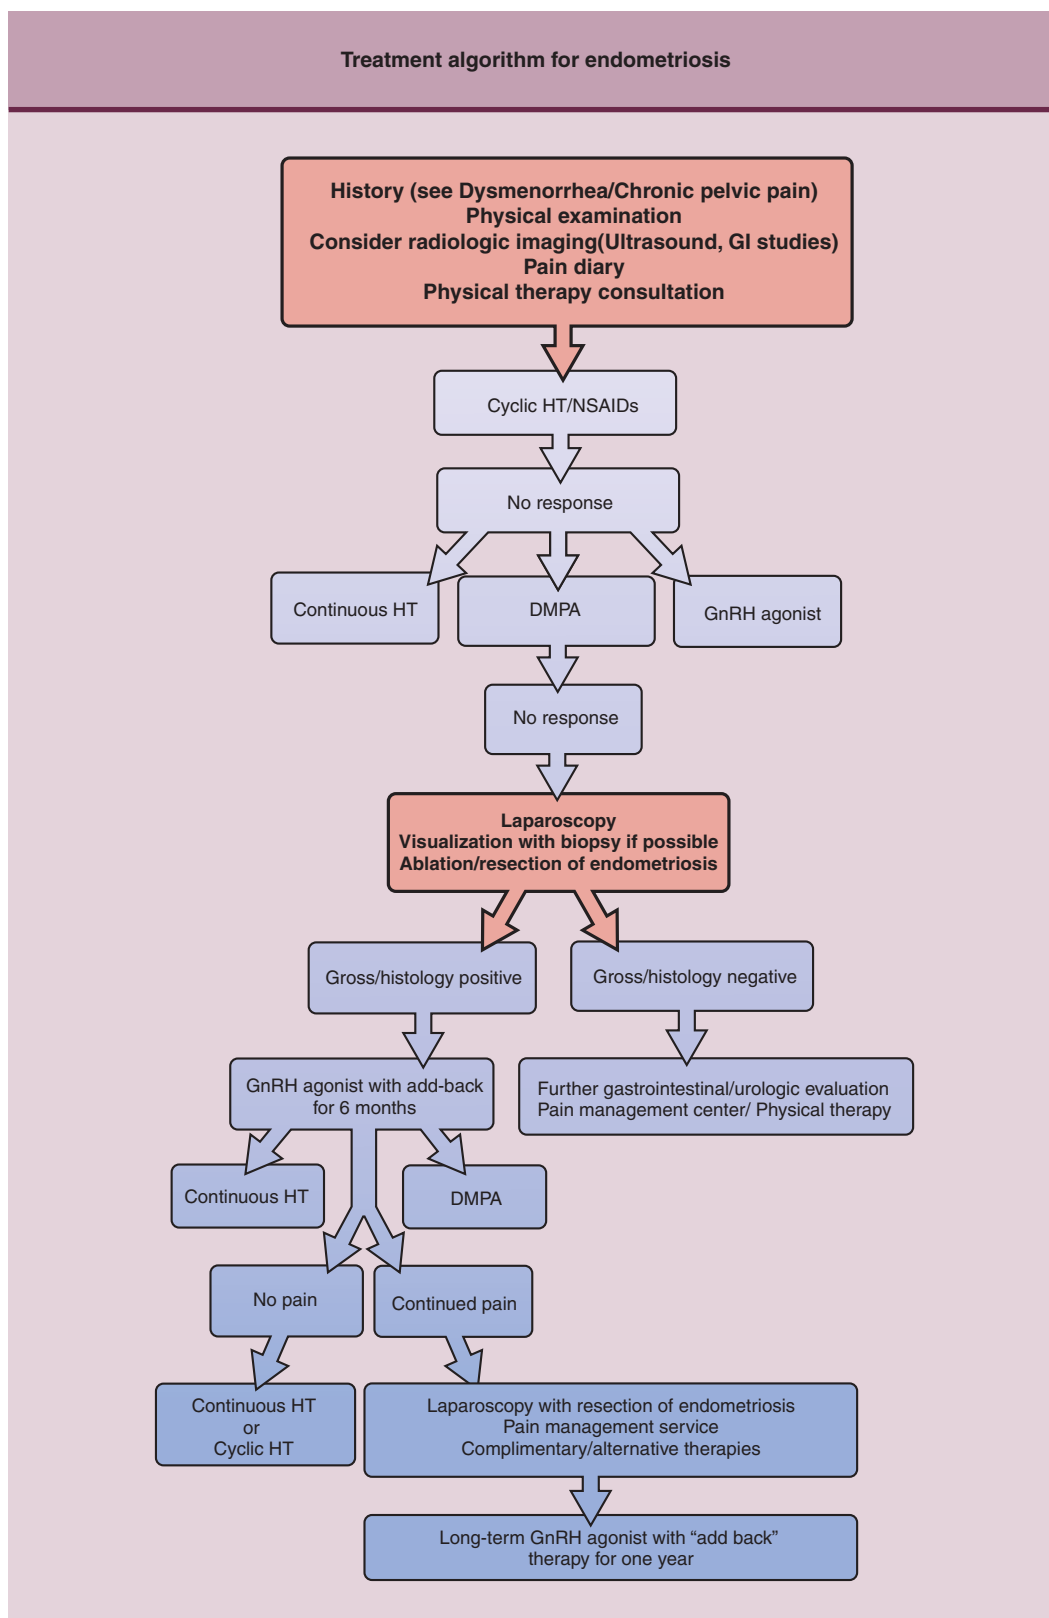 Treatment algorithm for endometriosis
History (see Dysmenorrhea/Chronic pelvic pain)
Physical examination
Consider radiologic imaging(Ultrasound, GI studies)
Pain diary
Physical therapy consultation
Cyclic HT/NSAIDs
No response
Continuous HT
DMPA
GnRH agonist
No response
Laparoscopy
Visualization with biopsy if possible
Ablation/resection of endometriosis
Gross/histology positive
Gross/histology negative
GnRH agonist with add-back
for 6 months
Further gastrointestinal/urologic evaluation
Pain management center/ Physical therapy
Continuous HT
DMPA
No pain
Continued pain
Continuous HT
or
Cyclic HT
Laparoscopy with resection of endometriosis
Pain management service
Complimentary/alternative therapies
Long-term GnRH agonist with “add back”
therapy for one year